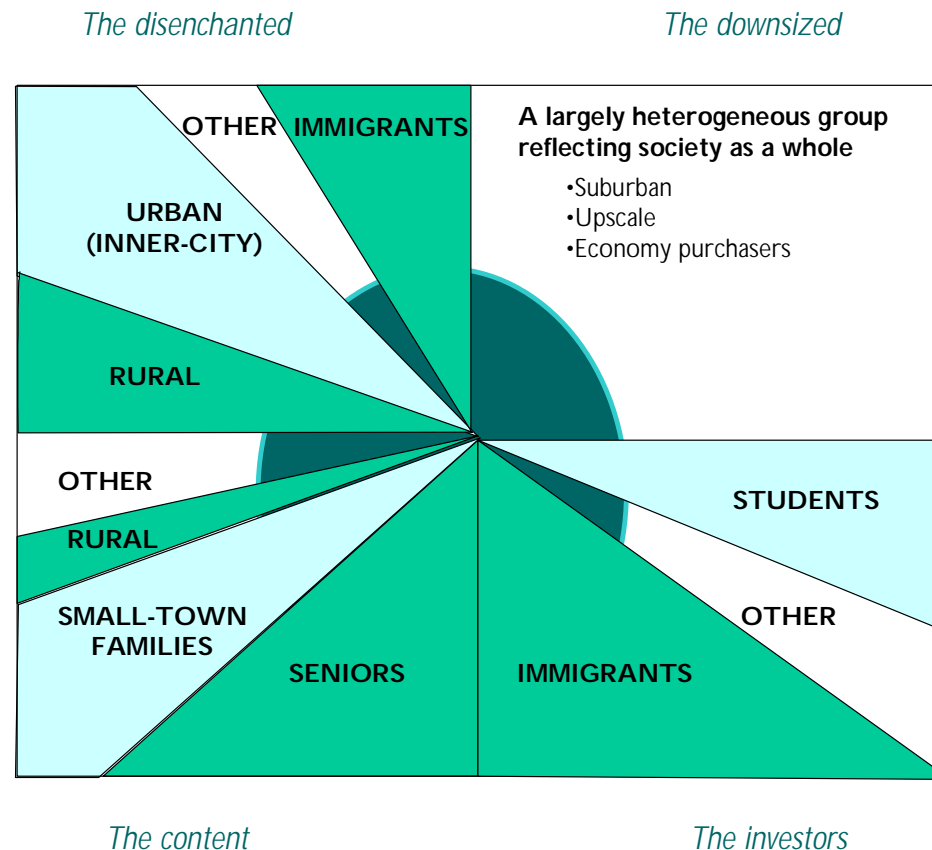 The disenchanted
The downsized
OTHER
IMMIGRANTS
A largely heterogeneous group
reflecting society as a whole
•Suburban
•Upscale
•Economy purchasers
URBAN
(INNER-CITY)
RURAL
OTHER
RURAL
STUDENTS
SMALL-TOWN
FAMILIES
OTHER
SENIORS
IMMIGRANTS
The content
The investors